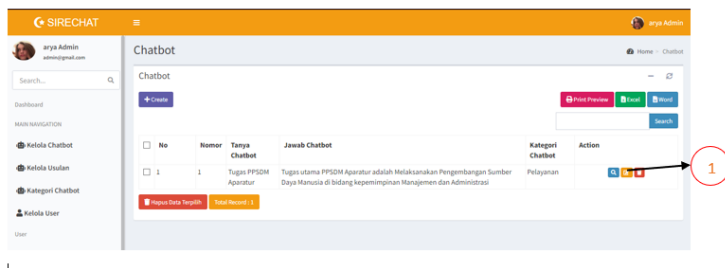 SIRECHAT
arya Admin
arya Admin
admin@gmail.com
Chatbot
Home - Chatbot
Search...
Chatbot
Dashboard
+Create
Print Preview Excel Word
MAIN NAVIGATION
Search
Kelola Chatbot
Kelola Usulan
Kategori Chatbot
Kelola User
User
No Nomor Tanya Chatbot Jawab Chatbot Kategori Chatbot Action
1 1 Tugas PPSDM Aparatur Tugas utama PPSDM Aparatur adalah Melaksanakan Pengembangan Sumber
Daya Manusia di bidang kepemimpinan Manajemen dan Administrasi Pelayanan
Hapus Data Terpilih Total Record : 1
1